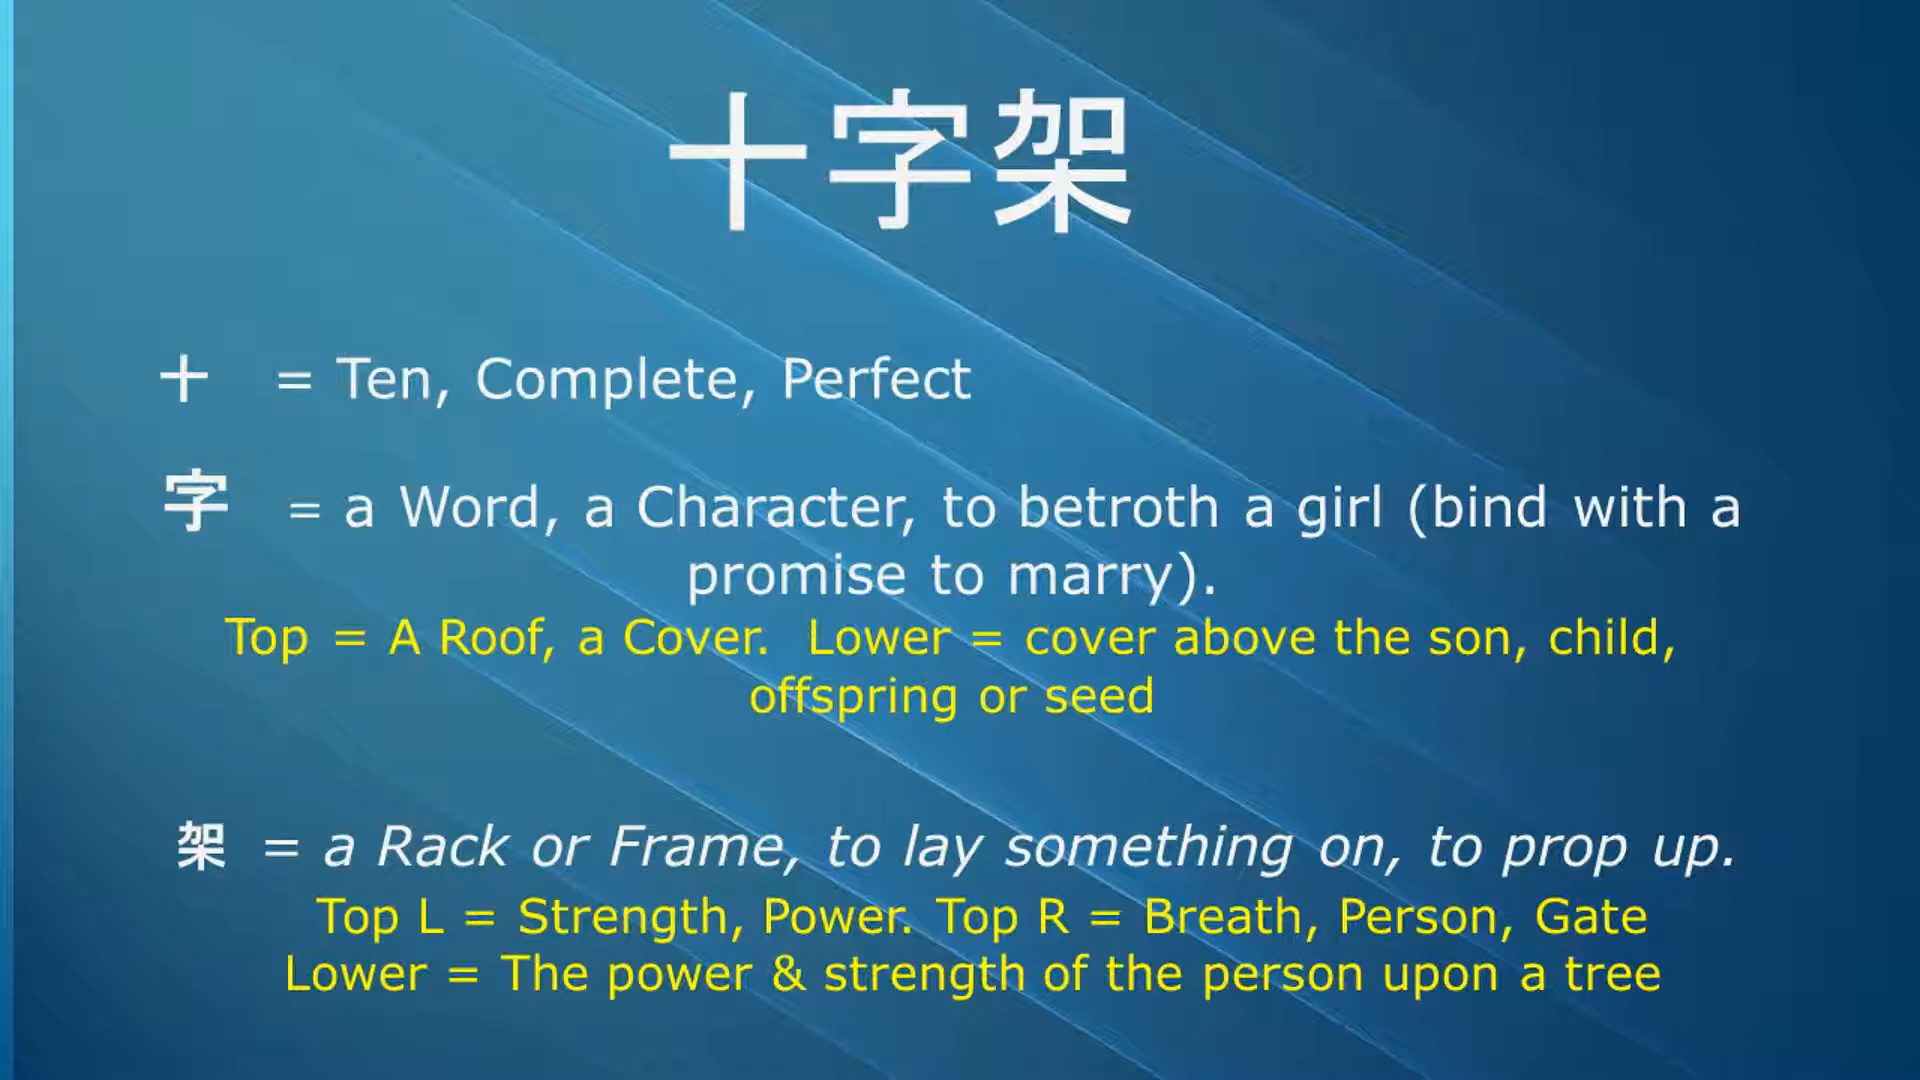 十字架
十 = Ten, Complete, Perfect
字 = a Word, a Character, to betroth a girl (bind with a
promise to marry).
Top = A Roof, a Cover. Lower = cover above the son, child,
offspring or seed
架 = a Rack or Frame, to lay something on, to prop up.
Top L = Strength, Power. Top R = Breath, Person, Gate
Lower = The power & strength of the person upon a tree